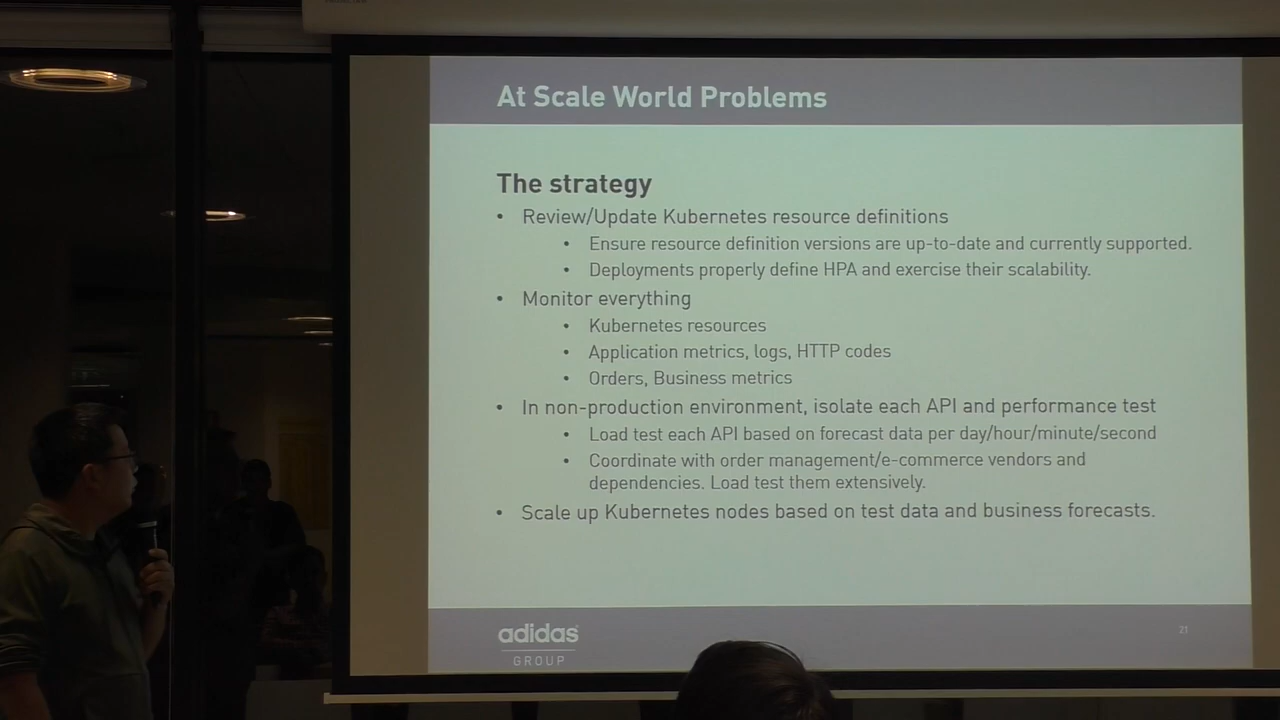 At Scale World Problems
The strategy
• Review/Update Kubernetes resource definitions
• Ensure resource definition versions are up-to-date and currently supported.
• Deployments properly define HPA and exercise their scalability.
• Monitor everything
• Kubernetes resources
• Application metrics, logs, HTTP codes
• Orders, Business metrics
• In non-production environment, isolate each API and performance test
• Load test each API based on forecast data per day/hour/minute/second
• Coordinate with order management/e-commerce vendors and
dependencies. Load test them extensively.
• Scale up Kubernetes nodes based on test data and business forecasts.
adidas
GROUP
21